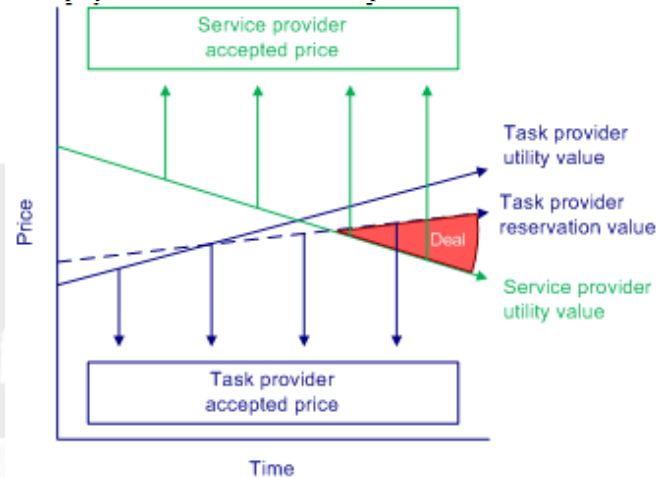 Service provider
accepted price
Task provider
utility value
Task provider
reservation value
Deal
Service provider
utility value
Price
Task provider
accepted price
Time